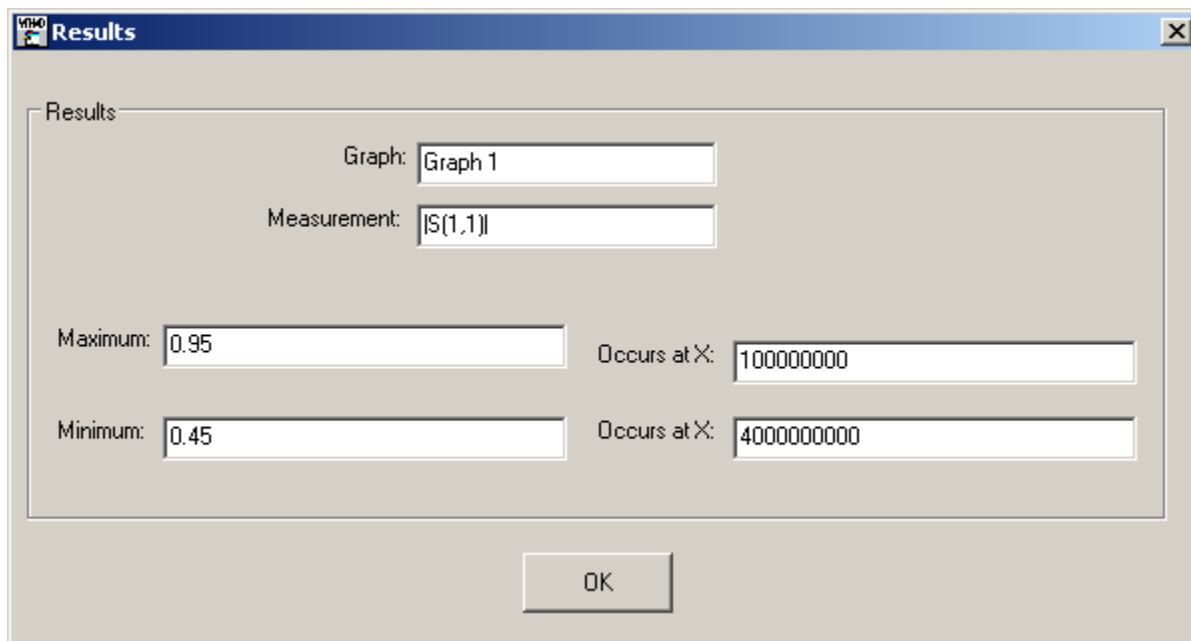 Results
Results
Graph: Graph 1
Measurement: |S(1,1)|
Maximum: 0.95 Occurs at X: 100000000
Minimum: 0.45 Occurs at X: 4000000000
OK